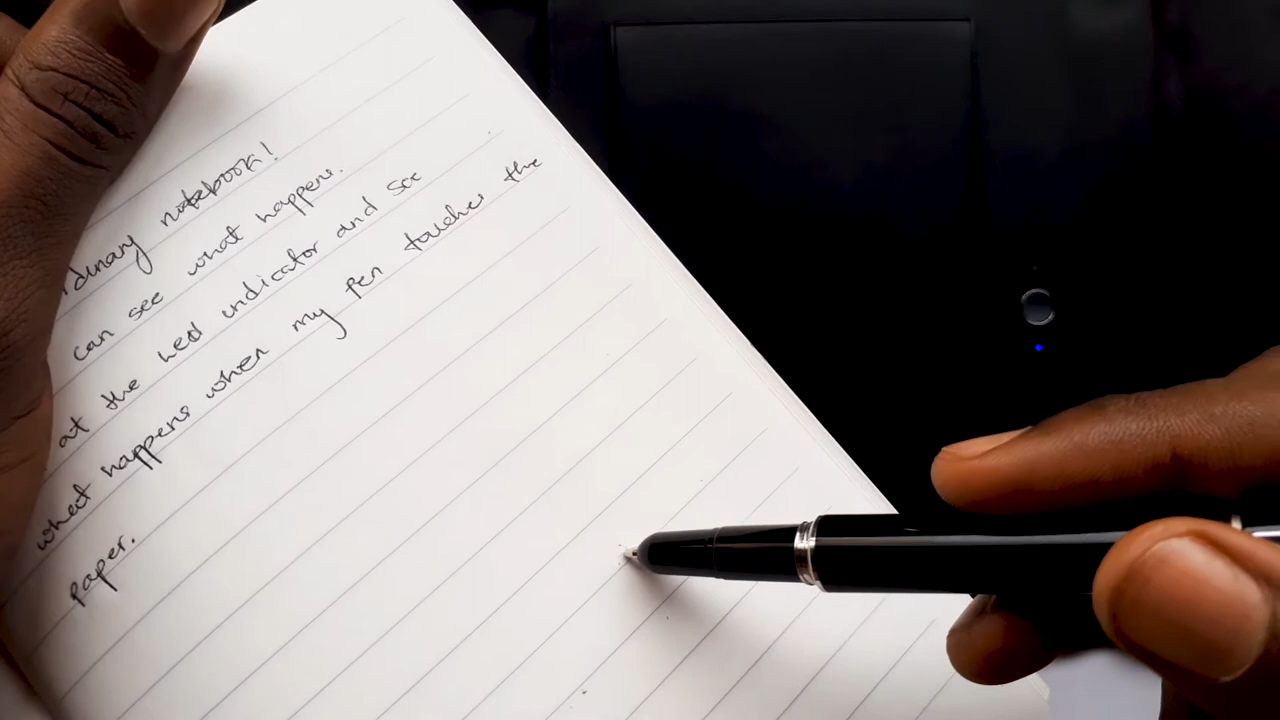 rdinary notebook!
can see what happens.
at the led indicator and see
what happens when my pen touches the
paper.